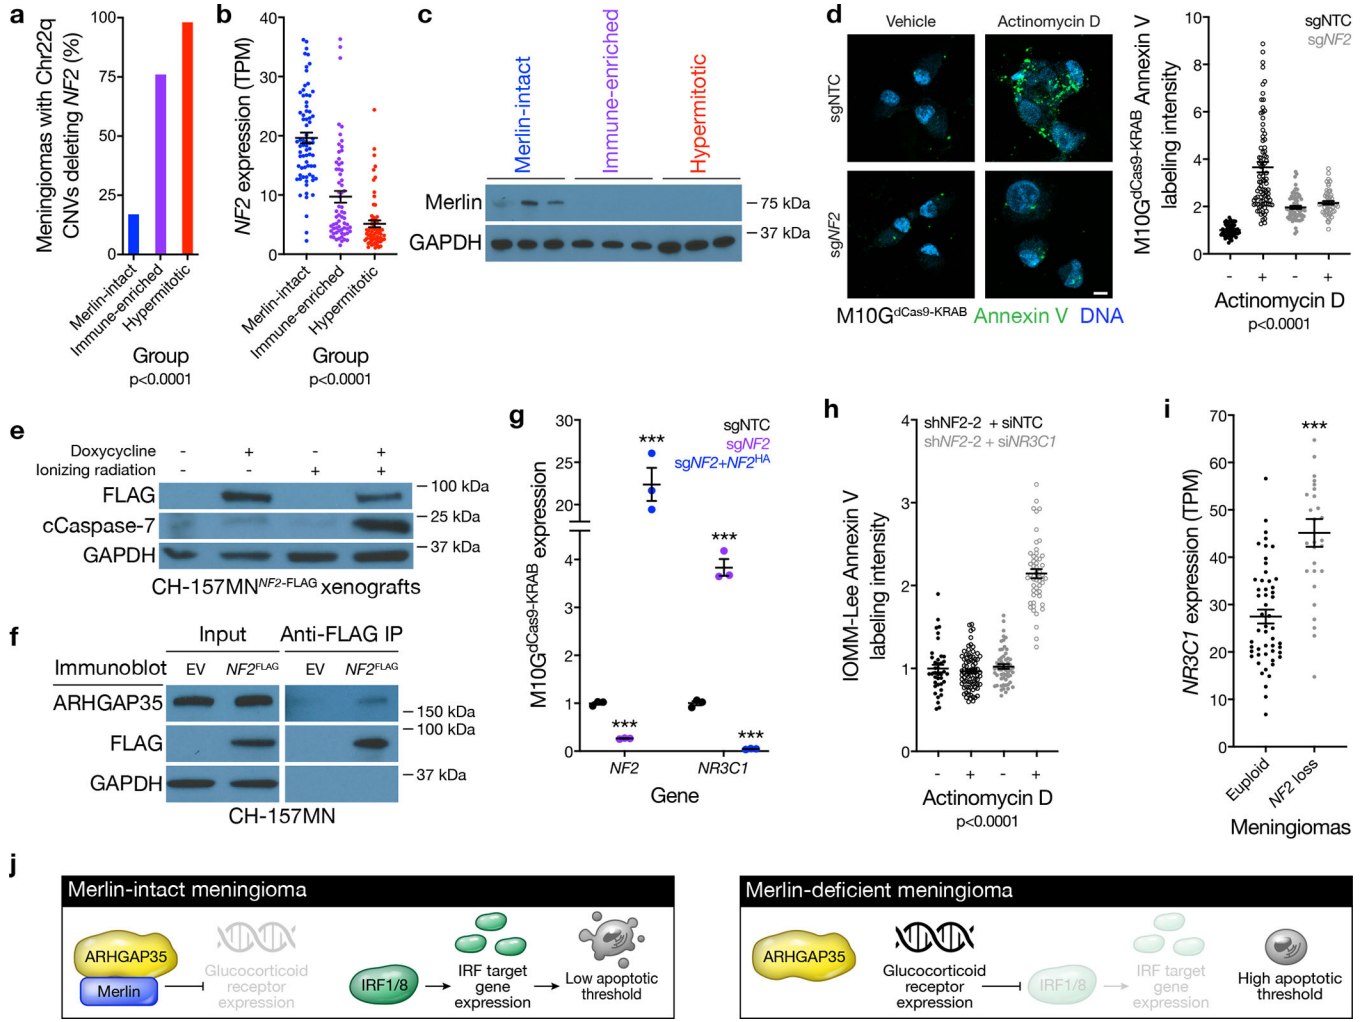 a
Meningiomas with Chr22q
CNVs deleting NF2 (%)
100
75
50
25
0
Merlin-intact
Immune-enriched
Hypermitotic
Group
p<0.0001
b
NF2 expression (TPM)
40
30
20
10
0
Merlin-intact
Immune-enriched
Hypermitotic
Group
p<0.0001
c
Merlin-intact
Immune-enriched
Hypermitotic
Merlin
75 kDa
GAPDH
37 kDa
d
Vehicle
Actinomycin D
sgNTC
sgNF2
M10GdCas9-KRAB Annexin V DNA
M10GdCas9-KRAB Annexin V
labeling intensity
10
8
6
4
2
0
sgNTC
sgNF2
- + - +
Actinomycin D
p<0.0001
e
Doxycycline - + - +
Ionizing radiation - - + +
FLAG
100 kDa
cCaspase-7
25 kDa
GAPDH
37 kDa
CH-157MNNF2-FLAG xenografts
f
Input Anti-FLAG IP
Immunoblot EV NF2FLAG EV NF2FLAG
ARHGAP35
150 kDa
100 kDa
FLAG
GAPDH
37 kDa
CH-157MN
g
M10GdCas9-KRAB expression
30
25
20
4
3
2
1
0
sgNTC
sgNF2
sgNF2+NF2HA
***
***
***
***
NF2 NR3C1
Gene
h
IOMM-Lee Annexin V
labeling intensity
4
3
2
1
0
shNF2-2 + siNTC
shNF2-2 + siNR3C1
- + - +
Actinomycin D
p<0.0001
i
NR3C1 expression (TPM)
70
60
50
40
30
20
10
0
***
Euploid
NF2 loss
Meningiomas
j
Merlin-intact meningioma
ARHGAP35
Merlin
Glucocorticoid
receptor
expression
IRF1/8
IRF target
gene
expression
Low apoptotic
threshold
Merlin-deficient meningioma
ARHGAP35
Glucocorticoid
receptor
expression
IRF1/8
IRF target
gene
expression
High apoptotic
threshold